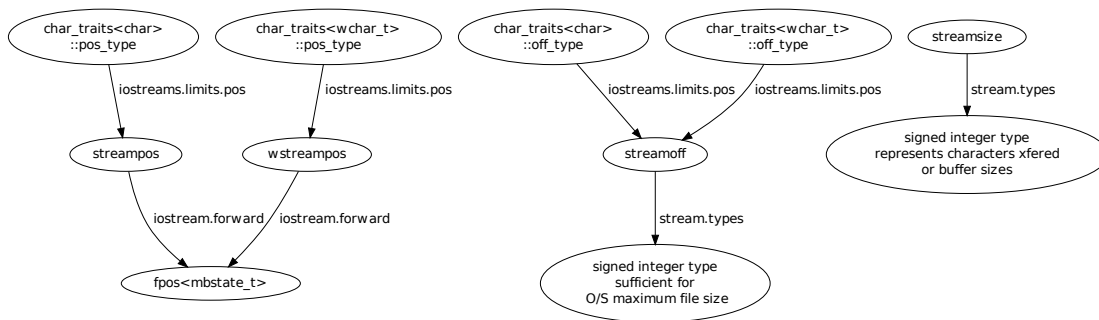 char_traits<char>
::pos_type
char_traits<wchar_t>
::pos_type
char_traits<char>
::off_type
char_traits<wchar_t>
::off_type
streamsize
iostreams.limits.pos
iostreams.limits.pos
iostreams.limits.pos
iostreams.limits.pos
stream.types
streampos
wstreampos
streamoff
signed integer type
represents characters xfered
or buffer sizes
iostream.forward
iostream.forward
stream.types
fpos<mbstate_t>
signed integer type
sufficient for
O/S maximum file size